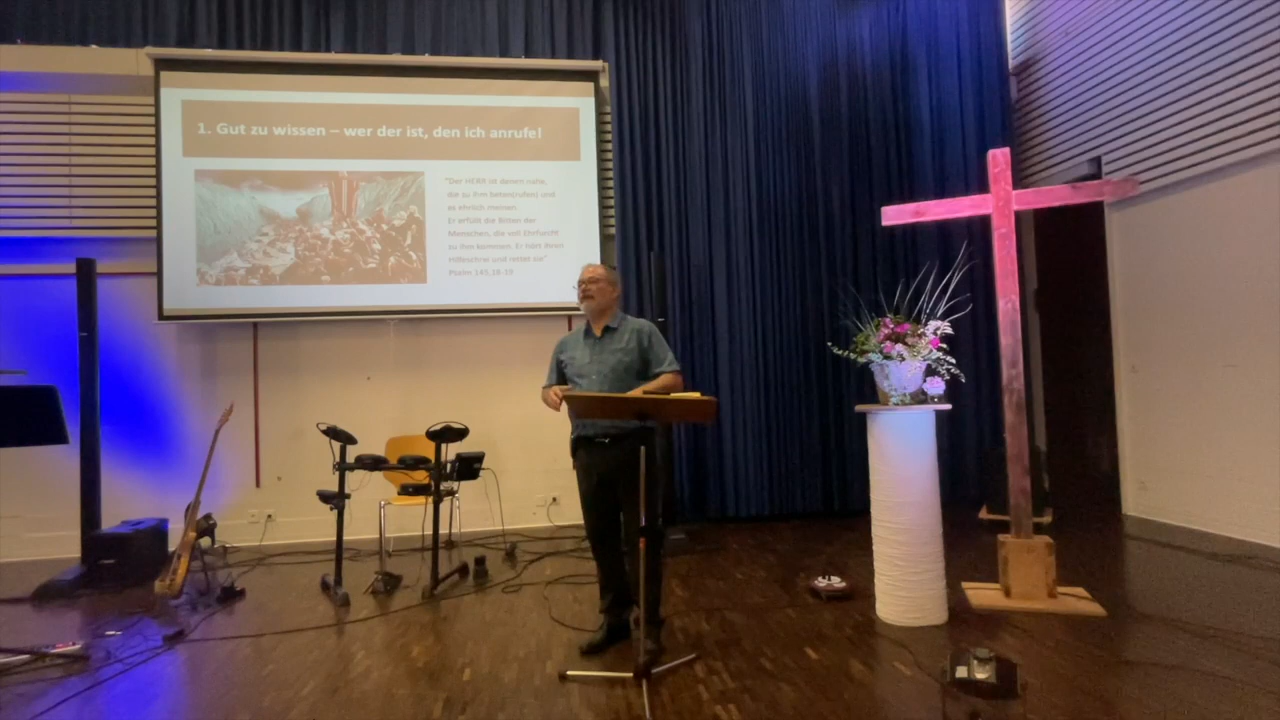 1. Gut zu wissen – wer der ist, den ich anrufe!
"Der HERR ist denen nahe,
die zu ihm beten(rufen) und
es ehrlich meinen
Er erfüllt die Bitten der
Menschen, die voll Ehrfurcht
zu ihm kommen. Er hört ihren
Hilfeschrei und rettet sie"
Psalm 145,18-19